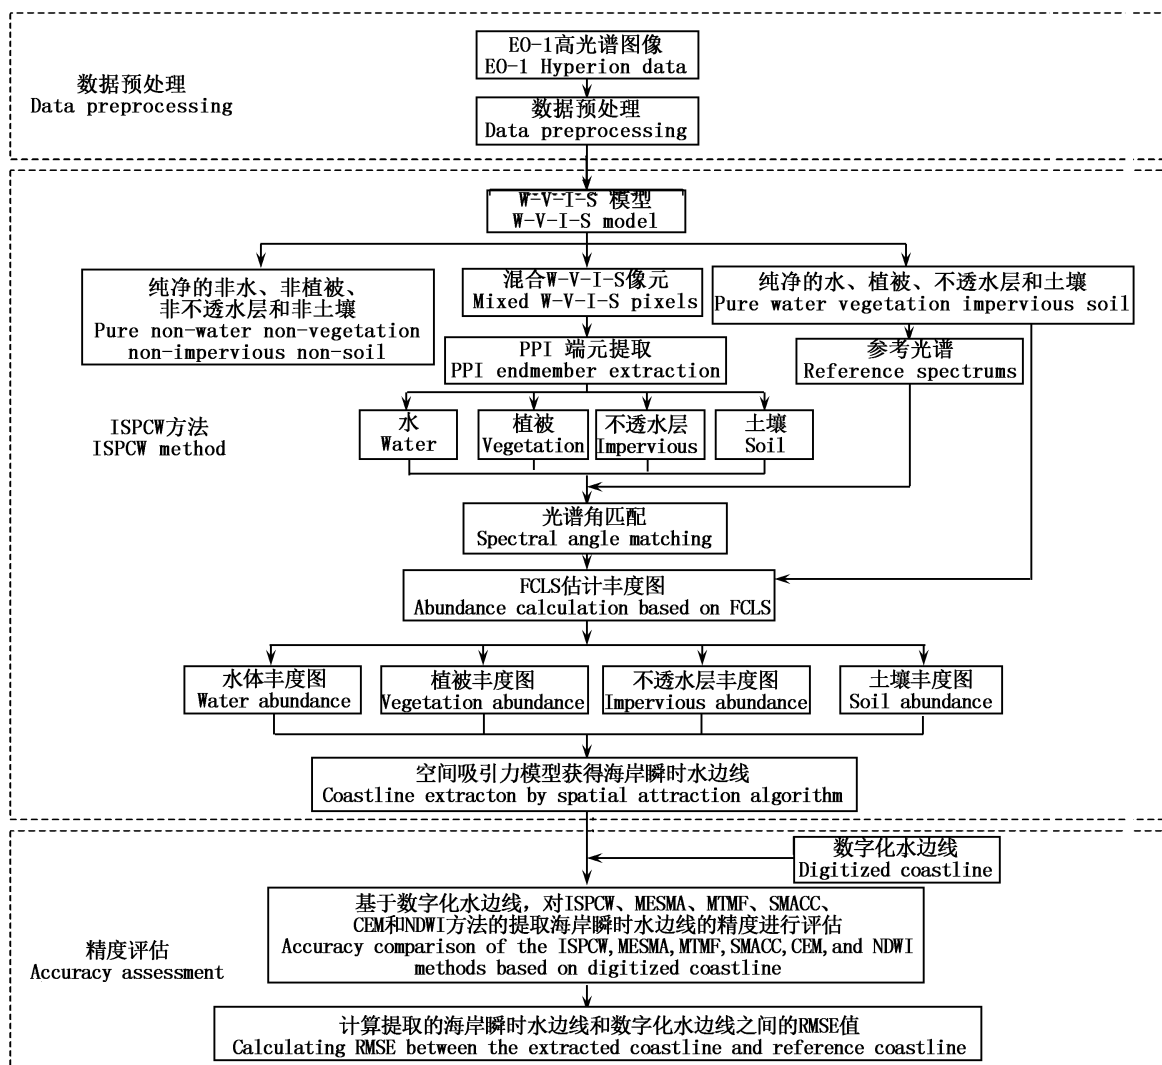 EO-1高光谱图像
EO-1 Hyperion data
数据预处理
Data preprocessing
数据预处理
Data preprocessing
W-V-I-S 模型
W-V-I-S model
纯净的非水、非植被、
非不透水层和非土壤
Pure non-water non-vegetation
non-impervious non-soil
混合W-V-I-S像元
Mixed W-V-I-S pixels
纯净的水、植被、不透水层和土壤
Pure water vegetation impervious soil
PPI 端元提取
PPI endmember extraction
参考光谱
Reference spectrums
ISPCW方法
ISPCW method
水
Water
植被
Vegetation
不透水层
Impervious
土壤
Soil
光谱角匹配
Spectral angle matching
FCLS估计丰度图
Abundance calculation based on FCLS
水体丰度图
Water abundance
植被丰度图
Vegetation abundance
不透水层丰度图
Impervious abundance
土壤丰度图
Soil abundance
空间吸引力模型获得海岸瞬时水边线
Coastline extracton by spatial attraction algorithm
数字化水边线
Digitized coastline
精度评估
Accuracy assessment
基于数字化水边线，对ISPCW、MESMA、MTMF、SMACC、
CEM和NDWI方法的提取海岸瞬时水边线的精度进行评估
Accuracy comparison of the ISPCW,MESMA,MTMF,SMACC,CEM,and NDWI
methods based on digitized coastline
计算提取的海岸瞬时水边线和数字化水边线之间的RMSE值
Calculating RMSE between the extracted coastline and reference coastline